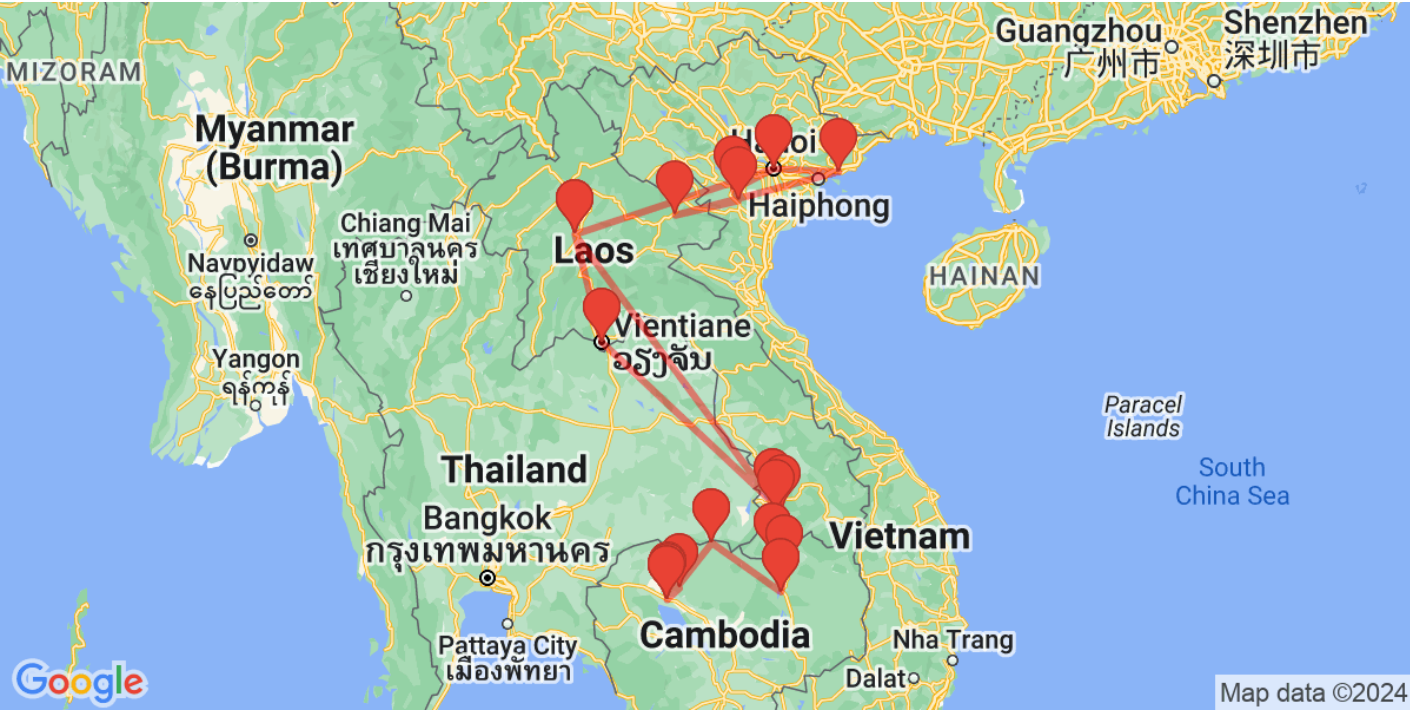 Guangzhou
广州市
Shenzhen
深圳市
MIZORAM
Myanmar
(Burma)
Hanoi
Haiphong
Chiang Mai
เทศบาลนคร
เชียงใหม่
Laos
Naypyidaw
နေပြည်တော်
HAINAN
Vientiane
ວຽງຈັນ
Yangon
ရန်ကုန်
Paracel
Islands
South
China Sea
Thailand
Bangkok
กรุงเทพมหานคร
Vietnam
Cambodia
Pattaya City
เมืองพัทยา
Nha Trang
Dalat
Google
Map data ©2024